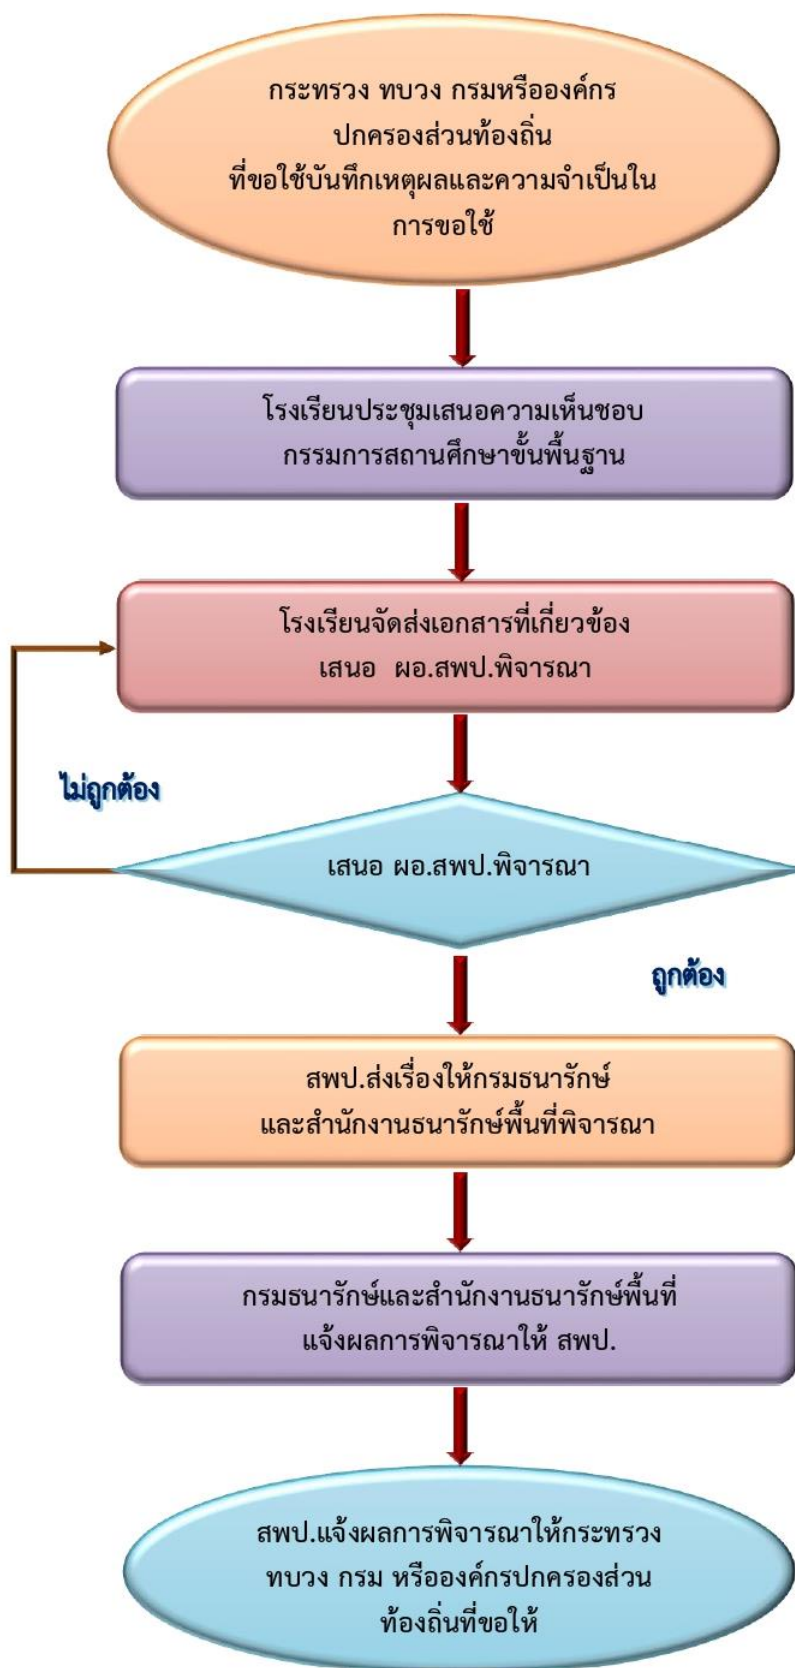 กระทรวง ทบวง กรมหรือองค์กร
ปกครองส่วนท้องถิ่น
ที่ขอใช้บันทึกเหตุผลและความจำเป็นใน
การขอใช้
โรงเรียนประชุมเสนอความเห็นชอบ
กรรมการสถานศึกษาขั้นพื้นฐาน
โรงเรียนจัดส่งเอกสารที่เกี่ยวข้อง
เสนอ ผอ.สพป.พิจารณา
ไม่ถูกต้อง
เสนอ ผอ.สพป.พิจารณา
ถูกต้อง
สพป.ส่งเรื่องให้กรมธนารักษ์
และสำนักงานธนารักษ์พื้นที่พิจารณา
กรมธนารักษ์และสำนักงานธนารักษ์พื้นที่
แจ้งผลการพิจารณาให้ สพป.
สพป.แจ้งผลการพิจารณาให้กระทรวง
ทบวง กรม หรือองค์กรปกครองส่วน
ท้องถิ่นที่ขอให้